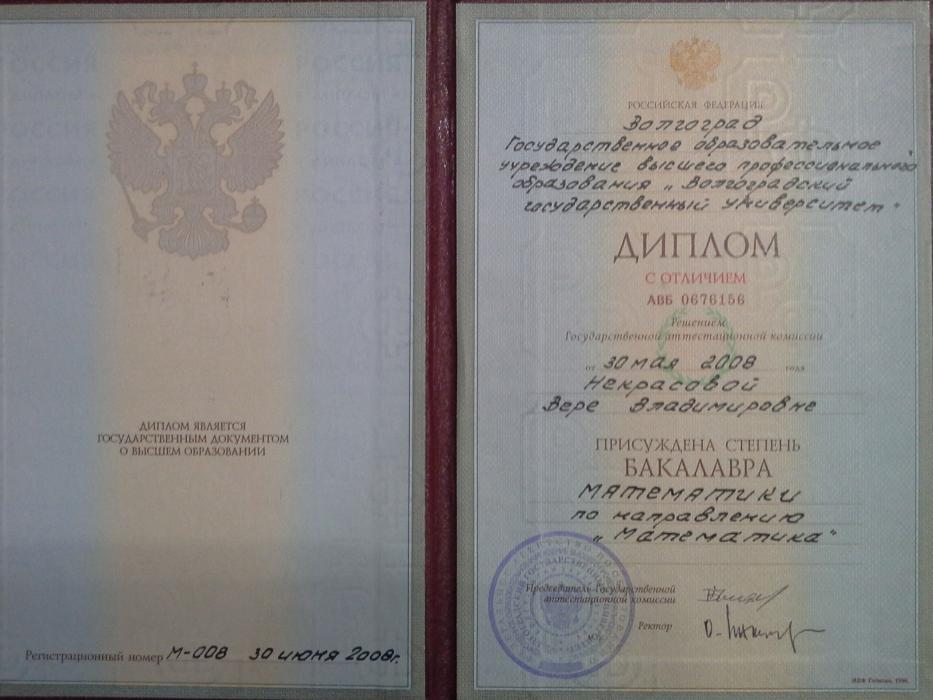 ДИПЛОМ ЯВЛЯЕТСЯ
ГОСУДАРСТВЕННЫМ ДОКУМЕНТОМ
О ВЫСШЕМ ОБРАЗОВАНИИ
Регистрационный номер М-008 30 июня 2008г.
РОССИЙСКАЯ ФЕДЕРАЦИЯ
Волгоград
Государственное образовательное
учреждение высшего профессионального
образования „Волгоградский
государственный университет"
ДИПЛОМ
С ОТЛИЧИЕМ
АВБ 0676156
Решением
Государственной аттестационной комиссии
от 30 мая 2008 года
Некрасовой
Вере Владимировне
ПРИСУЖДЕНА СТЕПЕНЬ
БАКАЛАВРА
математики
по направлению
„Математика"
Председатель Государственной
аттестационной комиссии
Ректор